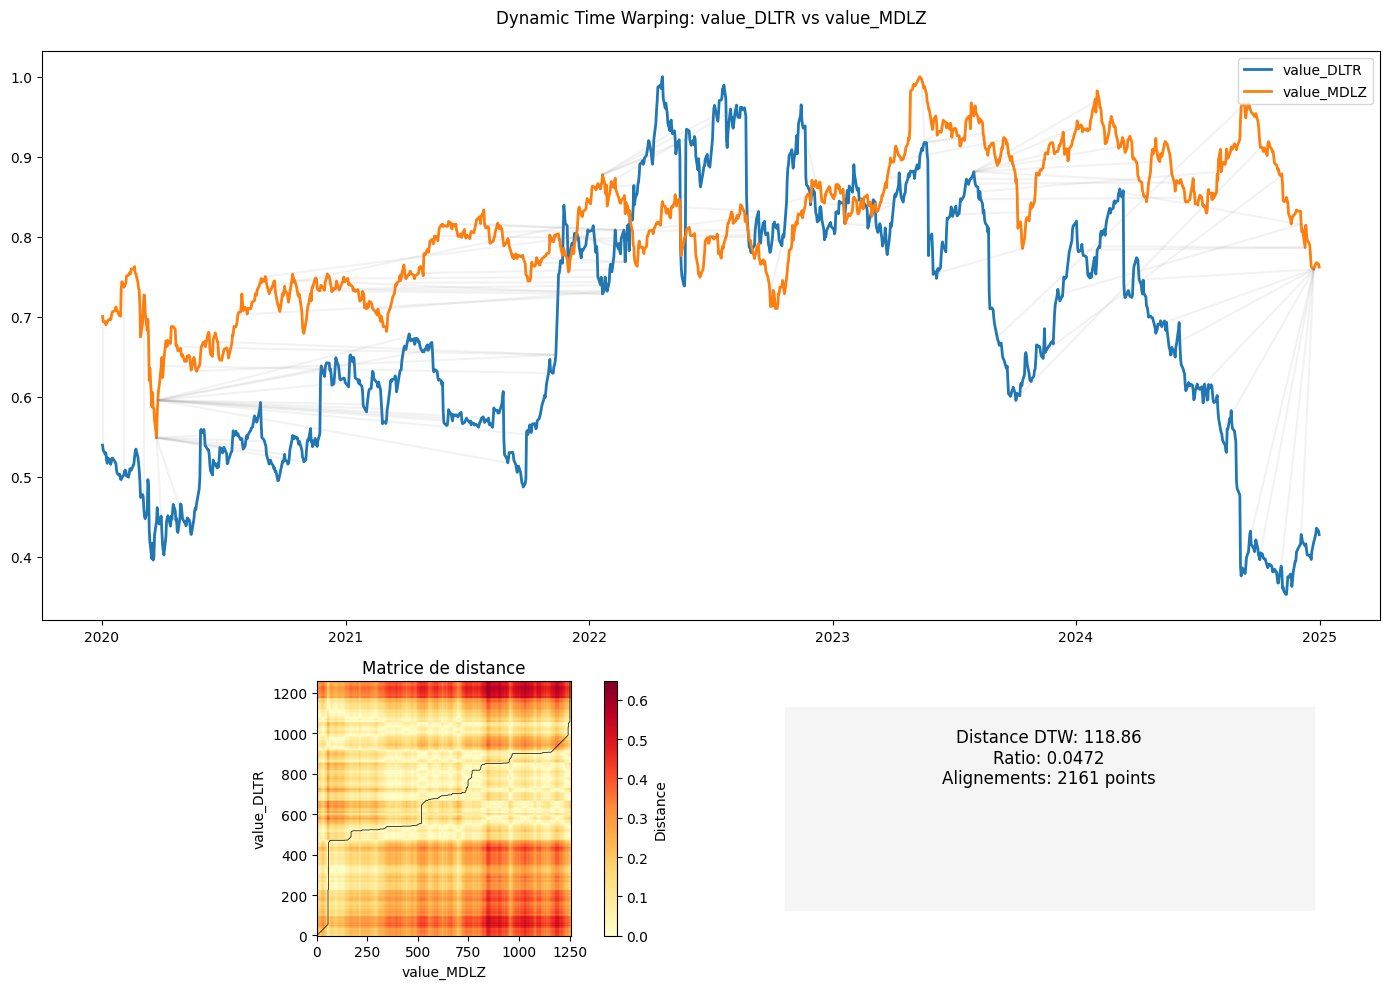 Dynamic Time Warping: value_DLTR vs value_MDLZ
value_DLTR
value_MDLZ
1.0
0.9
0.8
0.7
0.6
0.5
0.4
2020 2021 2022 2023 2024 2025
Matrice de distance
value_DLTR
1200
1000
800
600
400
200
0
0 250 500 750 1000 1250
value_MDLZ
0.6
0.5
0.4
0.3
0.2
0.1
0.0
Distance
Distance DTW: 118.86
Ratio: 0.0472
Alignements: 2161 points